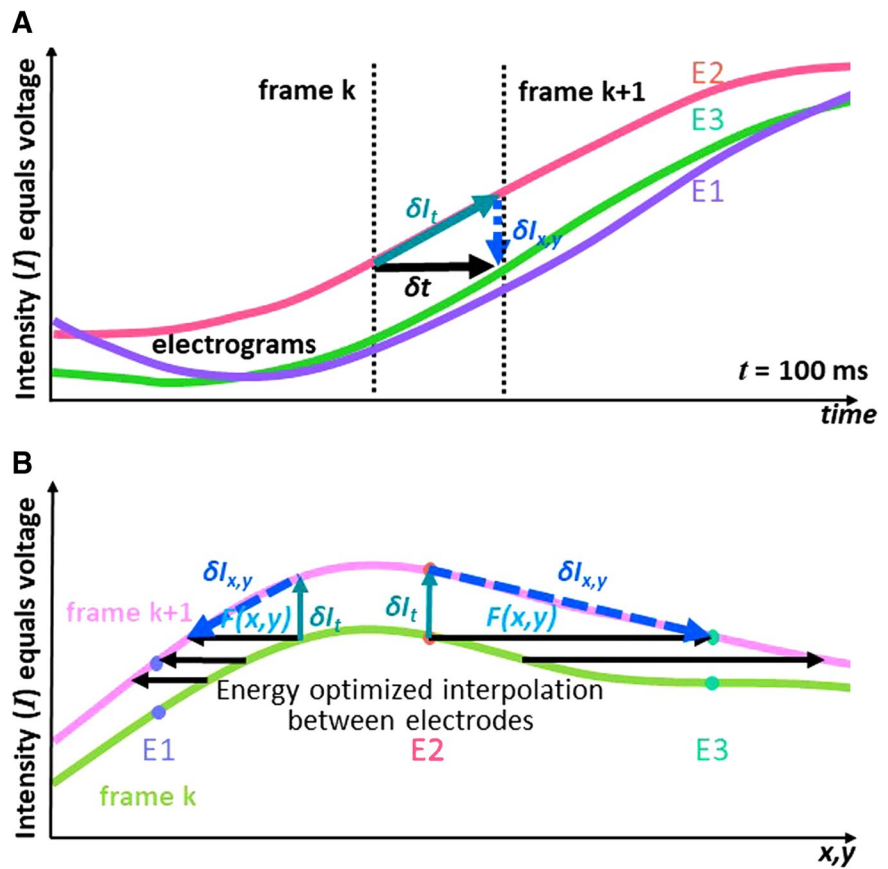 A
Intensity (I) equals voltage
frame k
frame k+1
E2
E3
E1
δIt
δIx,y
δt
electrograms
t = 100 ms
time
B
Intensity (I) equals voltage
δIx,y
δIx,y
frame k+1
F(x,y)
δIt
δIt
F(x,y)
Energy optimized interpolation
between electrodes
E1
E2
E3
frame k
x,y